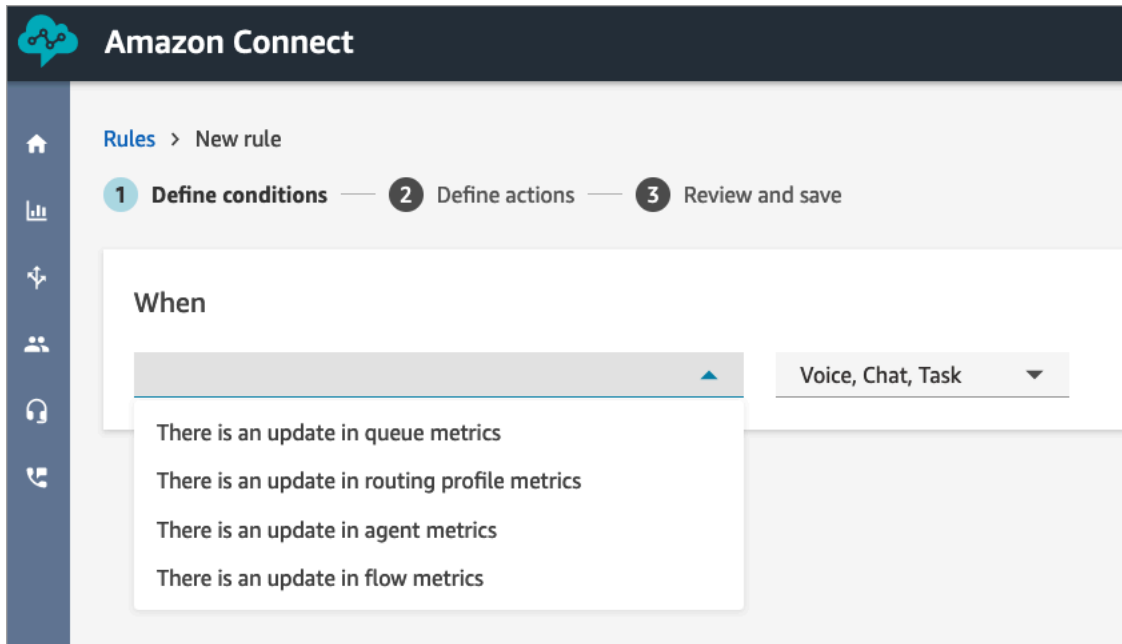 Amazon Connect
Rules > New rule
1 Define conditions 2 Define actions 3 Review and save
When
Voice, Chat, Task
There is an update in queue metrics
There is an update in routing profile metrics
There is an update in agent metrics
There is an update in flow metrics